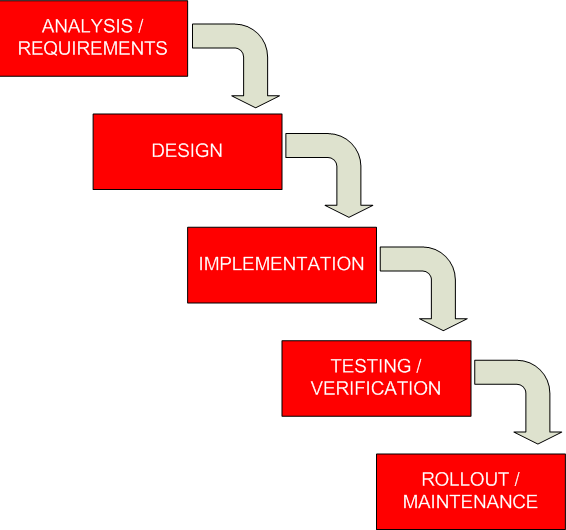 ANALYSIS /
REQUIREMENTS
DESIGN
IMPLEMENTATION
TESTING /
VERIFICATION
ROLLOUT /
MAINTENANCE